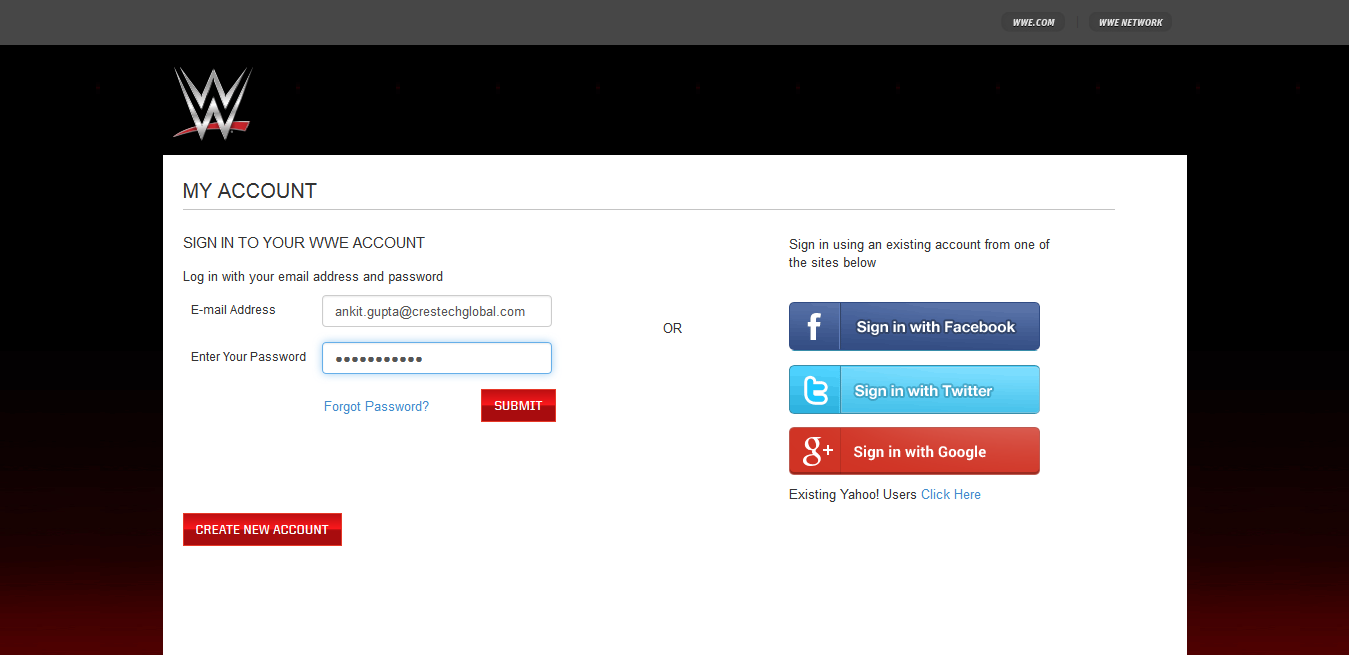 WWE.COM | WWE NETWORK
W
MY ACCOUNT
SIGN IN TO YOUR WWE ACCOUNT
Log in with your email address and password
E-mail Address ankit.gupta@crestechglobal.com
Enter Your Password •••••••••••
Forgot Password? SUBMIT
CREATE NEW ACCOUNT
OR
Sign in using an existing account from one of
the sites below
f Sign in with Facebook
Sign in with Twitter
g+ Sign in with Google
Existing Yahoo! Users Click Here